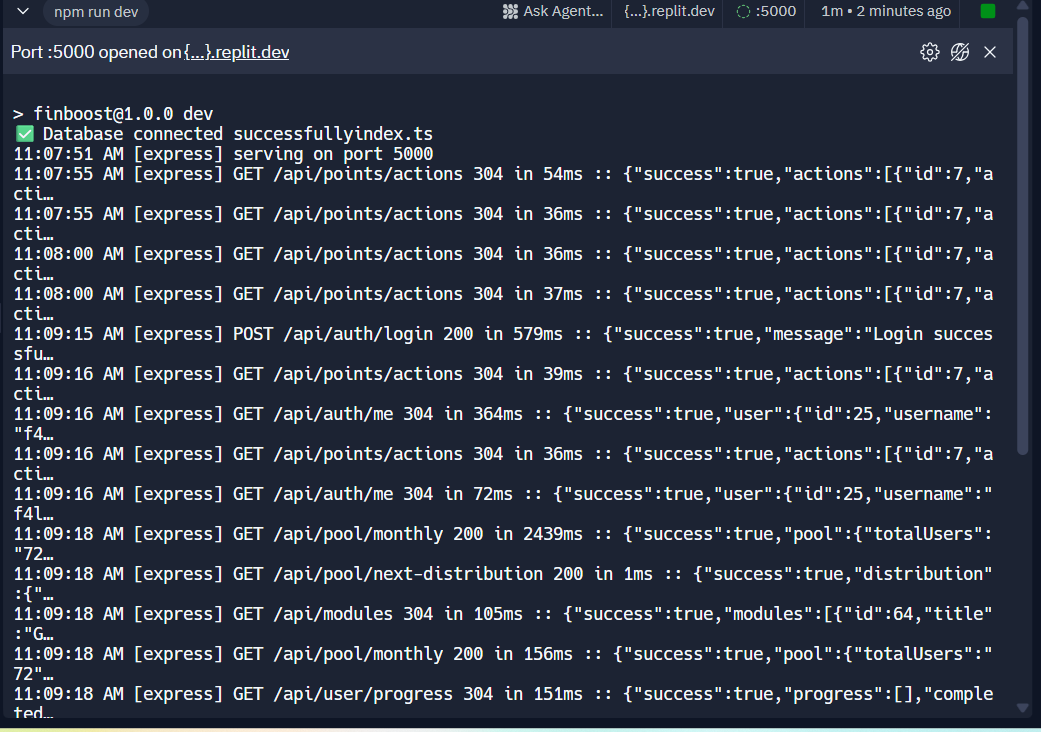 npm run dev
Ask Agent...
{...}.replit.dev
:5000
1m • 2 minutes ago
Port :5000 opened on {...}.replit.dev
> finboost@1.0.0 dev
✅ Database connected successfullyindex.ts
11:07:51 AM [express] serving on port 5000
11:07:55 AM [express] GET /api/points/actions 304 in 54ms :: {"success":true,"actions":[{"id":7,"a
cti…
11:07:55 AM [express] GET /api/points/actions 304 in 36ms :: {"success":true,"actions":[{"id":7,"a
cti…
11:08:00 AM [express] GET /api/points/actions 304 in 36ms :: {"success":true,"actions":[{"id":7,"a
cti…
11:08:00 AM [express] GET /api/points/actions 304 in 37ms :: {"success":true,"actions":[{"id":7,"a
cti…
11:09:15 AM [express] POST /api/auth/login 200 in 579ms :: {"success":true,"message":"Login succes
sfu…
11:09:16 AM [express] GET /api/points/actions 304 in 39ms :: {"success":true,"actions":[{"id":7,"a
cti…
11:09:16 AM [express] GET /api/auth/me 304 in 364ms :: {"success":true,"user":{"id":25,"username":
"f4…
11:09:16 AM [express] GET /api/points/actions 304 in 36ms :: {"success":true,"actions":[{"id":7,"a
cti…
11:09:16 AM [express] GET /api/auth/me 304 in 72ms :: {"success":true,"user":{"id":25,"username":"
f4l…
11:09:18 AM [express] GET /api/pool/monthly 200 in 2439ms :: {"success":true,"pool":{"totalUsers":
"72…
11:09:18 AM [express] GET /api/pool/next-distribution 200 in 1ms :: {"success":true,"distribution"
:{"…
11:09:18 AM [express] GET /api/modules 304 in 105ms :: {"success":true,"modules":[{"id":64,"title"
:"G…
11:09:18 AM [express] GET /api/pool/monthly 200 in 156ms :: {"success":true,"pool":{"totalUsers":"
72"…
11:09:18 AM [express] GET /api/user/progress 304 in 151ms :: {"success":true,"progress":[],"comple
ted…